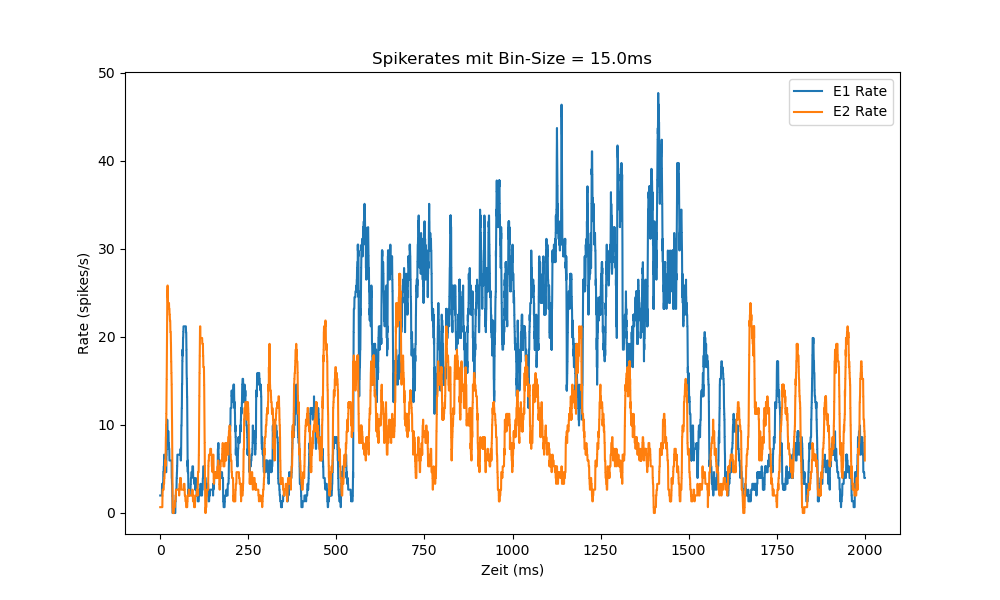 Spikerates mit Bin-Size = 15.0ms
E1 Rate
E2 Rate
50
40
30
20
10
0
Rate (spikes/s)
0 250 500 750 1000 1250 1500 1750 2000
Zeit (ms)